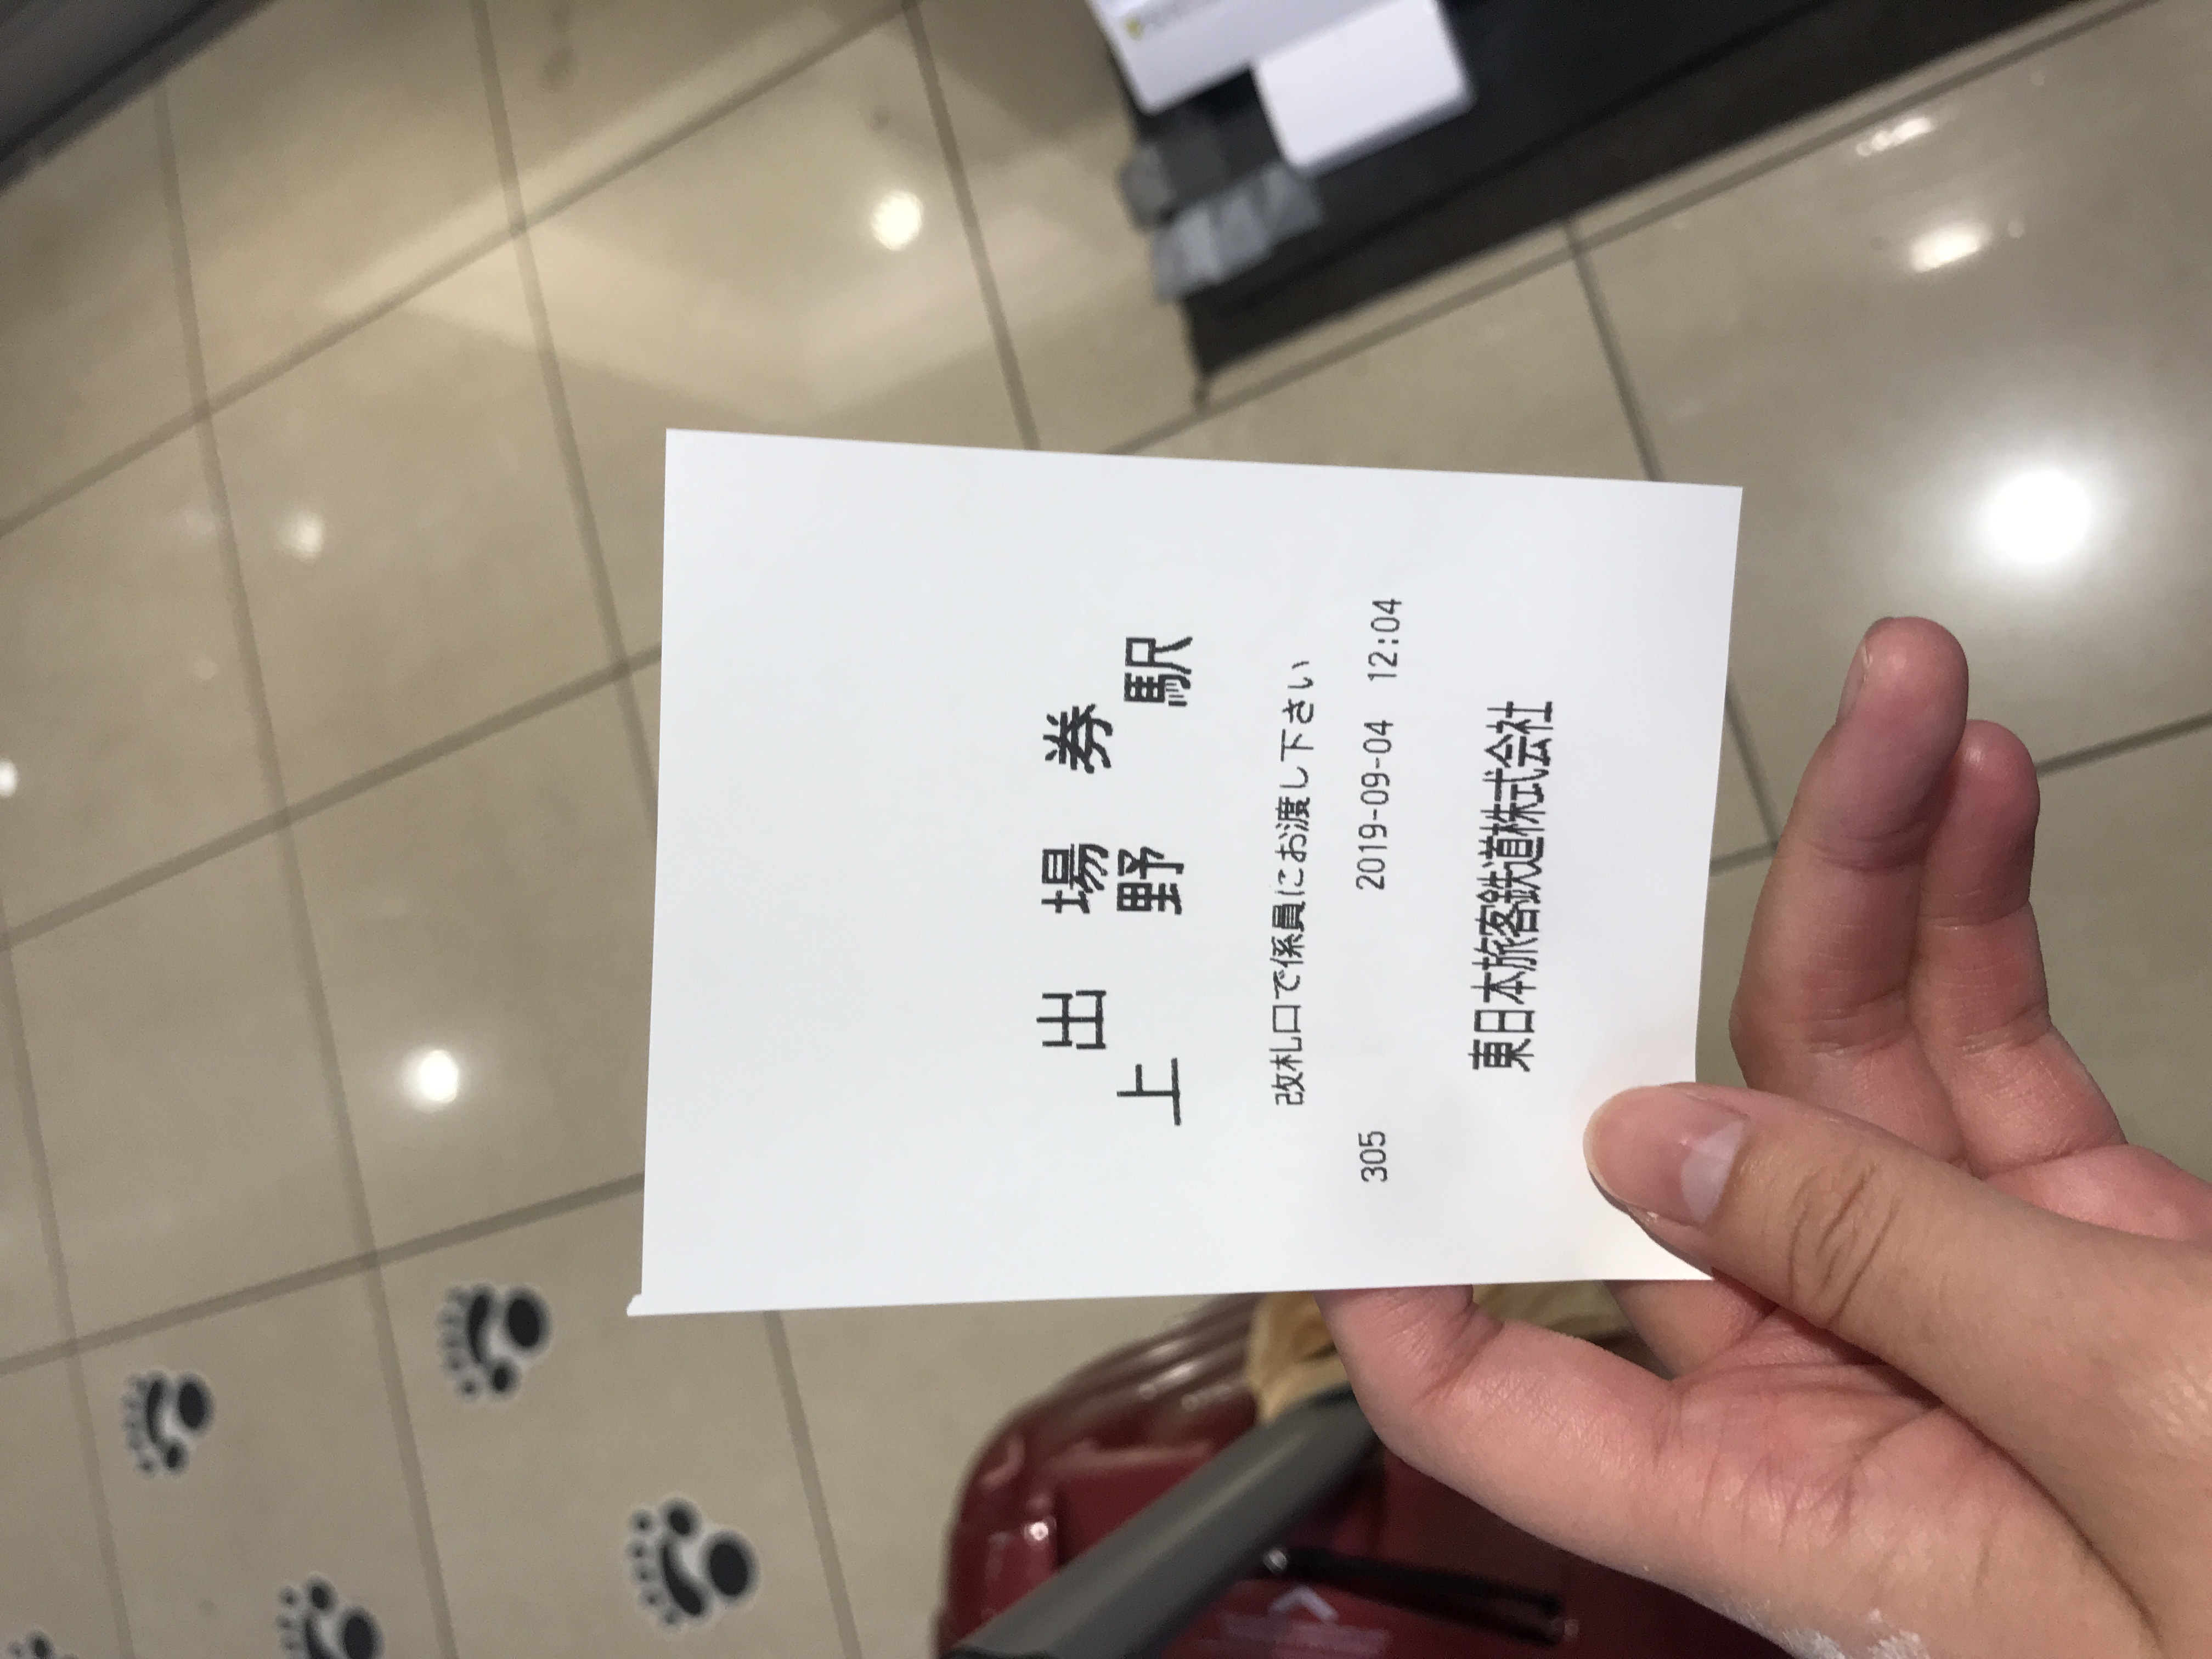 出場券
上野駅
改札口で係員にお渡し下さい
305 2019-09-04 12:04
東日本旅客鉄道株式会社